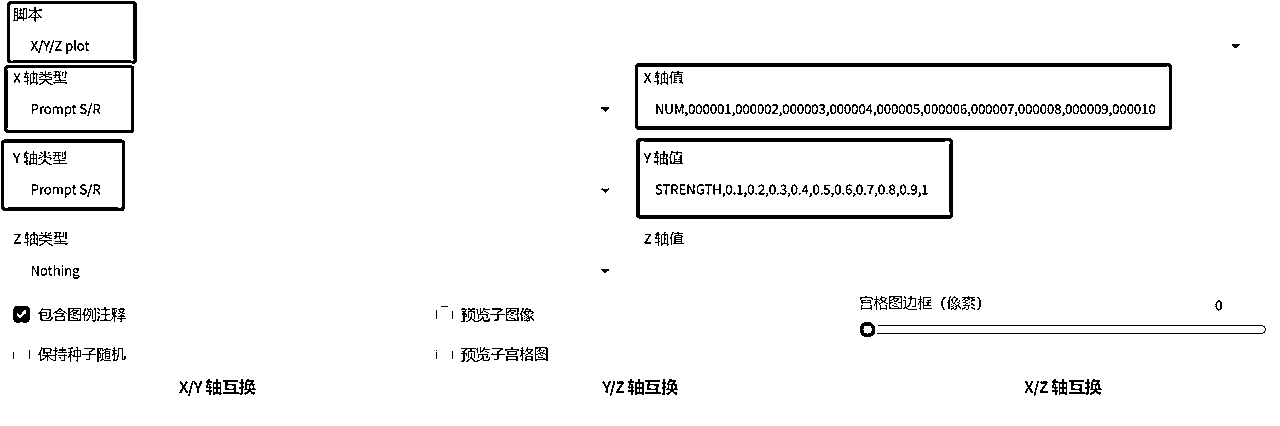 脚本
X/Y/Z plot
X 轴类型
Prompt S/R
X 轴值
NUM,000001,000002,000003,000004,000005,000006,000007,000008,000009,000010
Y 轴类型
Prompt S/R
Y 轴值
STRENGTH,0.1,0.2,0.3,0.4,0.5,0.6,0.7,0.8,0.9,1
Z 轴类型
Nothing
Z 轴值
包含图例注释
预览子图像
宫格图边框（像素）
0
保持种子随机
预览子宫格图
X/Y 轴互换
Y/Z 轴互换
X/Z 轴互换